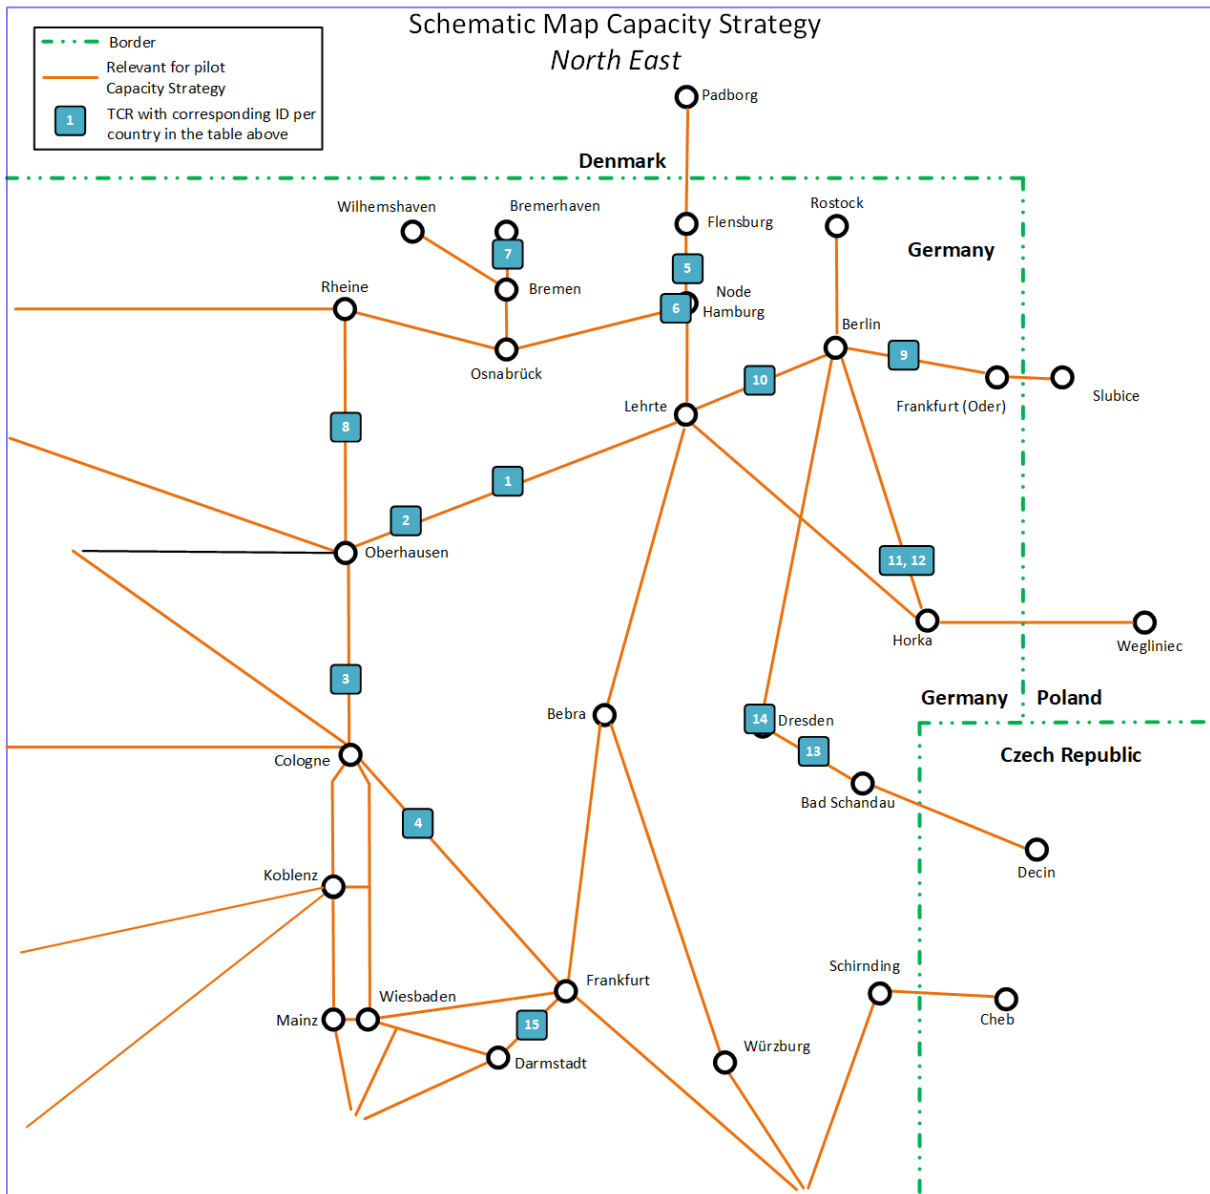 Schematic Map Capacity Strategy
North East
Border
Relevant for pilot
Capacity Strategy
1
TCR with corresponding ID per
country in the table above
Padborg
Denmark
Wilhemshaven
Bremerhaven
Flensburg
Rostock
Germany
7
5
Rheine
Bremen
Node
Hamburg
6
Berlin
Osnabrück
9
10
Frankfurt (Oder)
Slubice
Lehrte
8
1
2
Oberhausen
11, 12
Horka
Wegliniec
3
Germany
Poland
Bebra
14
Dresden
13
Czech Republic
Cologne
Bad Schandau
4
Decin
Koblenz
Schirnding
Frankfurt
Wiesbaden
Mainz
15
Cheb
Darmstadt
Würzburg